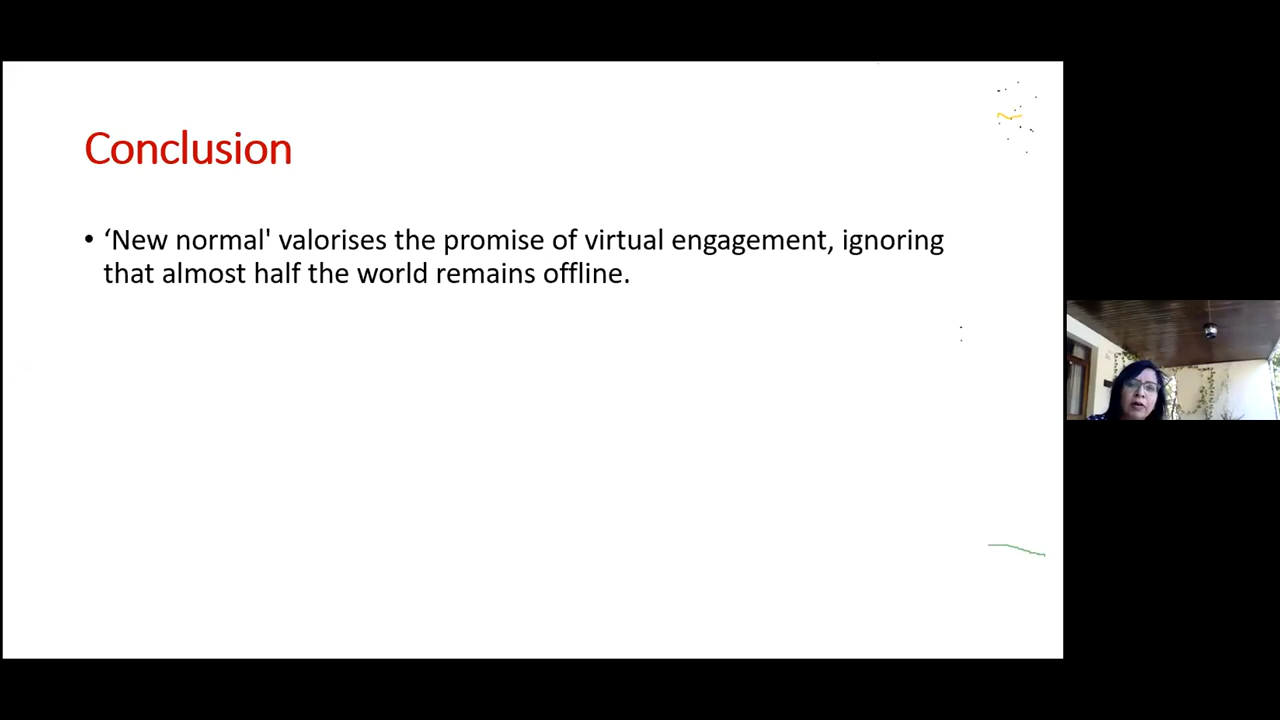 Conclusion
• ‘New normal' valorises the promise of virtual engagement, ignoring
that almost half the world remains offline.